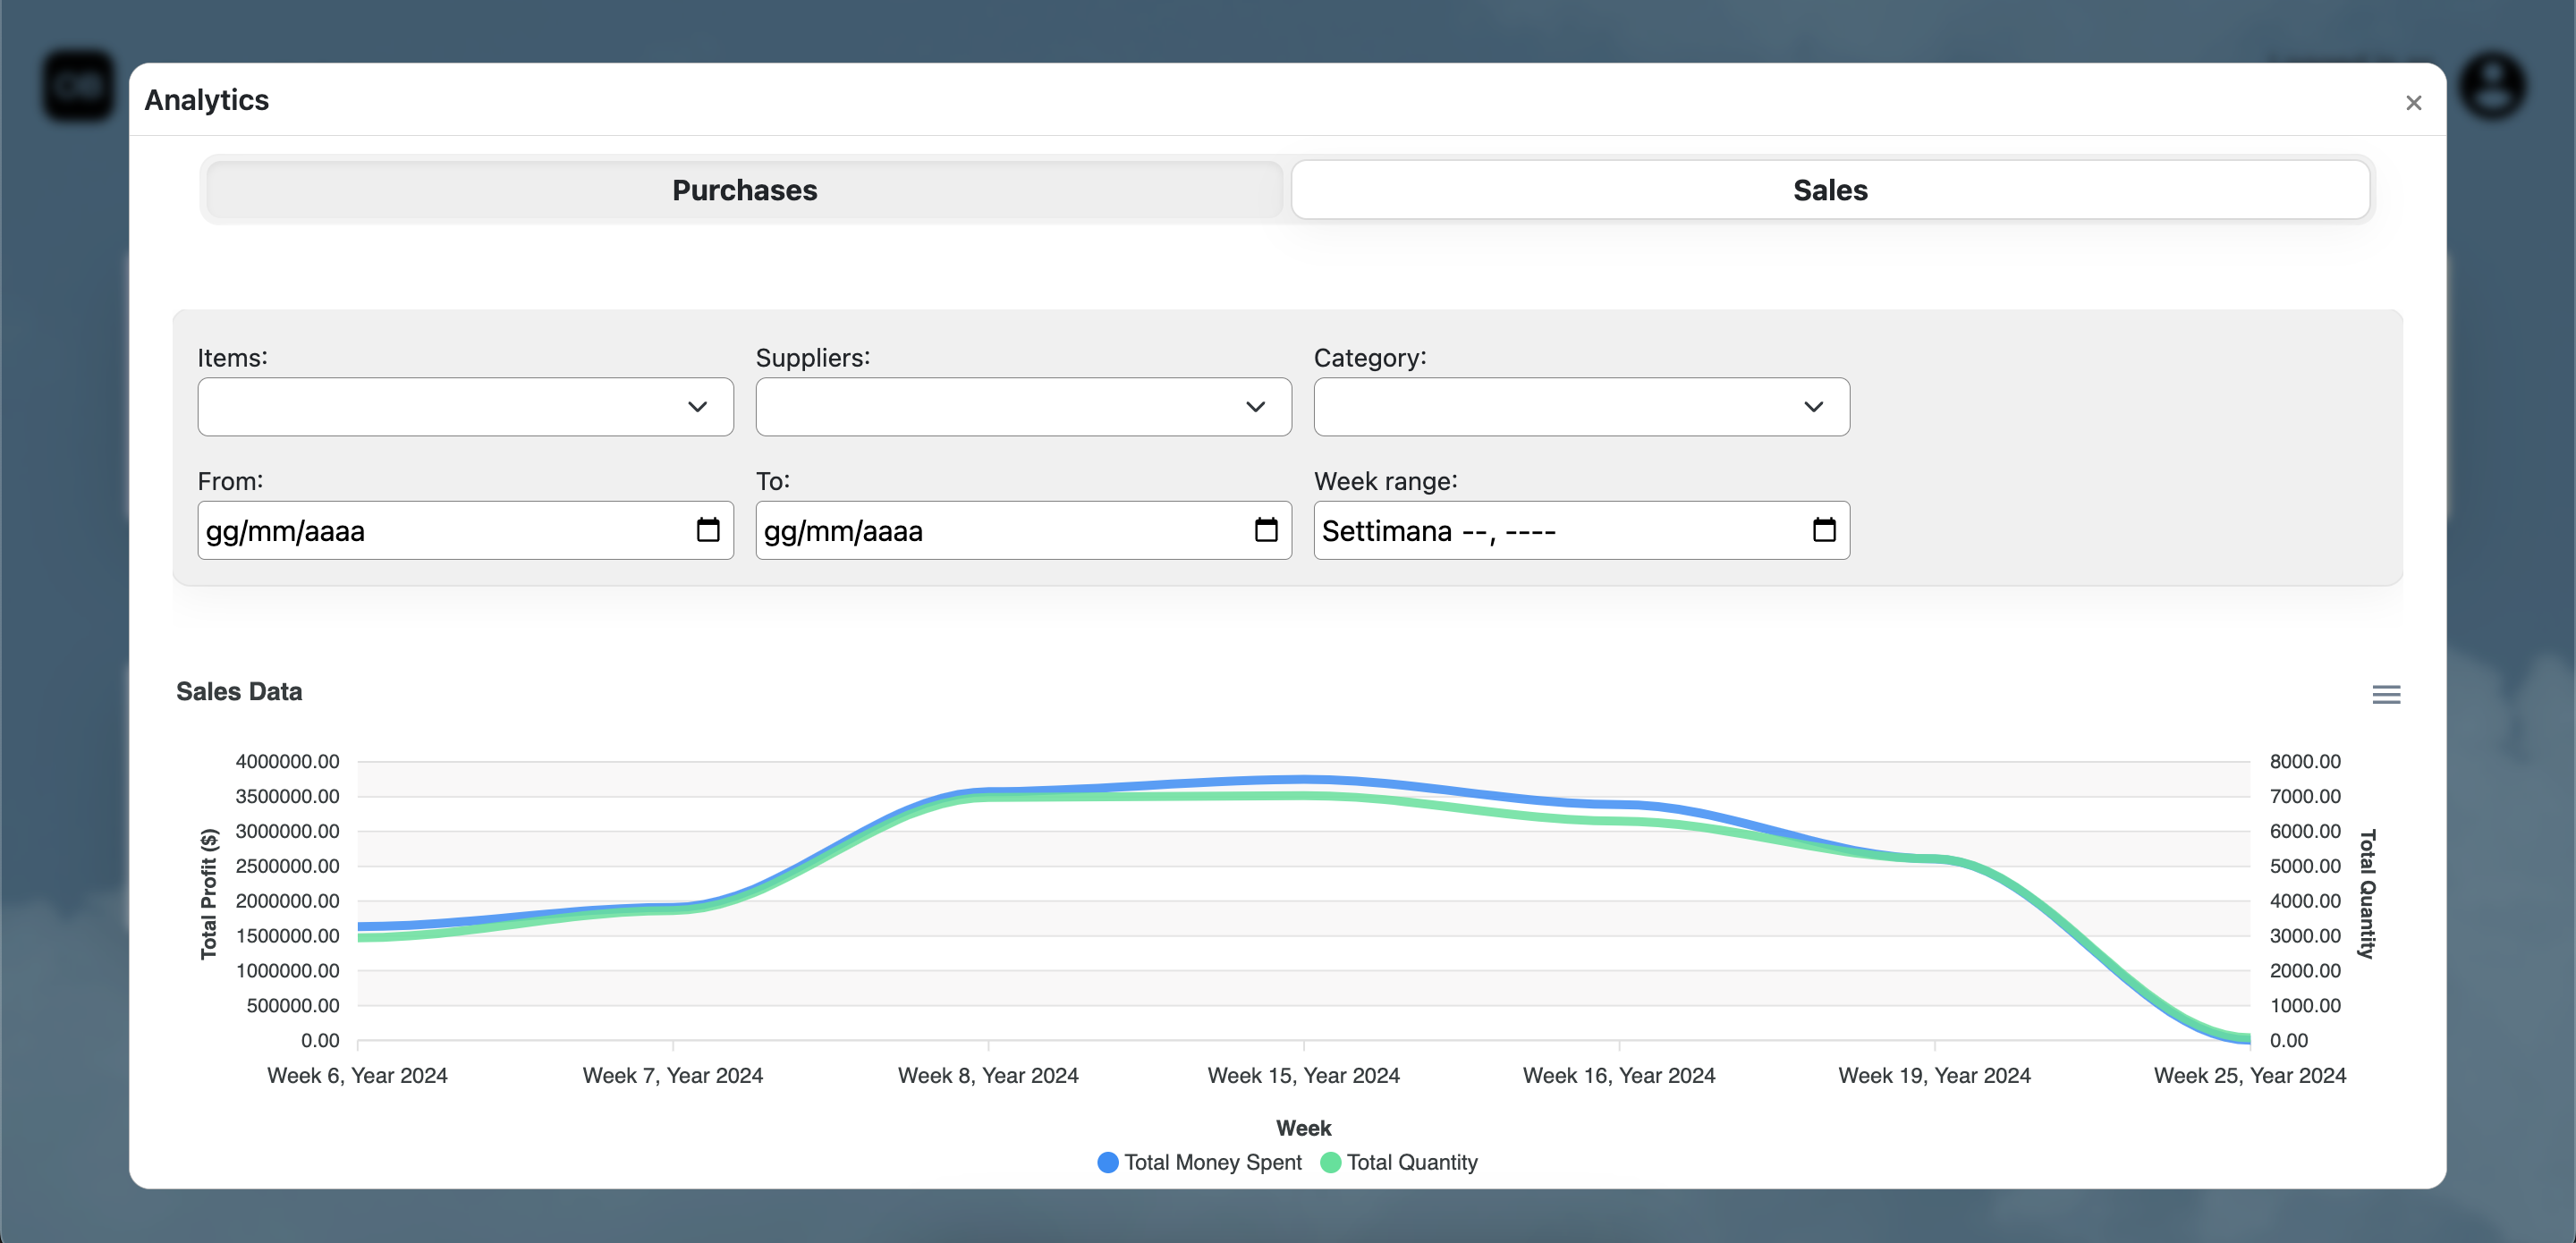 Analytics
×
Purchases Sales
Items: Suppliers: Category:
From: To: Week range:
gg/mm/aaaa gg/mm/aaaa Settimana --, ----
Sales Data
4000000.00 8000.00
3500000.00 7000.00
3000000.00 6000.00
2500000.00 5000.00
2000000.00 4000.00
1500000.00 3000.00
1000000.00 2000.00
500000.00 1000.00
0.00 0.00
Total Profit ($)
Total Quantity
Week 6, Year 2024 Week 7, Year 2024 Week 8, Year 2024 Week 15, Year 2024 Week 16, Year 2024 Week 19, Year 2024 Week 25, Year 2024
Week
Total Money Spent Total Quantity